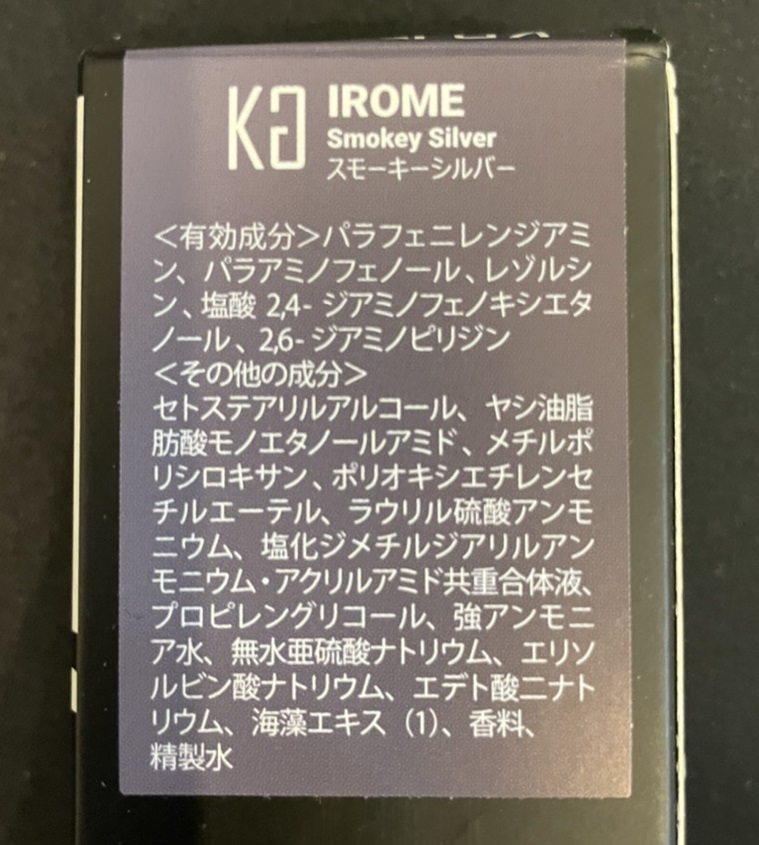 KG IROME
Smokey Silver
スモーキーシルバー
＜有効成分＞パラフェニレンジアミ
ン、パラアミノフェノール、レゾルシ
ン、塩酸 2,4- ジアミノフェノキシエタ
ノール、2,6- ジアミノピリジン
＜その他の成分＞
セトステアリルアルコール、ヤシ油脂
肪酸モノエタノールアミド、メチルポ
リシロキサン、ポリオキシエチレンセ
チルエーテル、ラウリル硫酸アンモ
ニウム、塩化ジメチルジアリルアン
モニウム・アクリルアミド共重合体液、
プロピレングリコール、強アンモニ
ア水、無水亜硫酸ナトリウム、エリソ
ルビン酸ナトリウム、エデト酸二ナト
リウム、海藻エキス（1）、香料、
精製水